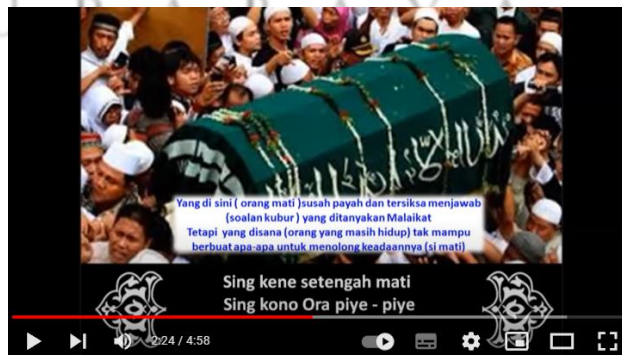 Yang di sini ( orang mati )susah payah dan tersiksa menjawab
(soalan kubur ) yang ditanyakan Malaikat
Tetapi yang disana (orang yang masih hidup) tak mampu
berbuat apa-apa untuk menolong keadaannya (si mati)
Sing kene setengah mati
Sing kono Ora piye - piye
2:24 / 4:58